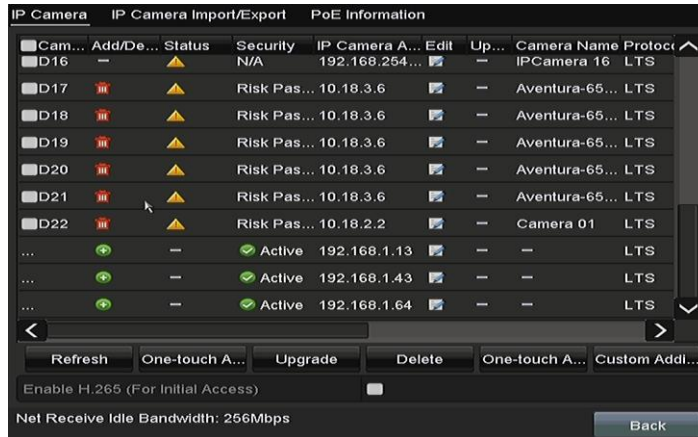 IP Camera IP Camera Import/Export PoE Information
Cam... Add/De... Status Security IP Camera A... Edit Up... Camera Name Protoco
D16 — N/A 192.168.254... — IPCamera 16 LTS
D17 Risk Pas... 10.18.3.6 — Aventura-65... LTS
D18 Risk Pas... 10.18.3.6 — Aventura-65... LTS
D19 Risk Pas... 10.18.3.6 — Aventura-65... LTS
D20 Risk Pas... 10.18.3.6 — Aventura-65... LTS
D21 Risk Pas... 10.18.3.6 — Aventura-65... LTS
D22 Risk Pas... 10.18.2.2 — Camera 01 LTS
... — Active 192.168.1.13 — — LTS
... — Active 192.168.1.43 — — LTS
... — Active 192.168.1.64 — — LTS
Refresh One-touch A... Upgrade Delete One-touch A... Custom Addi...
Enable H.265 (For Initial Access)
Net Receive Idle Bandwidth: 256Mbps
Back